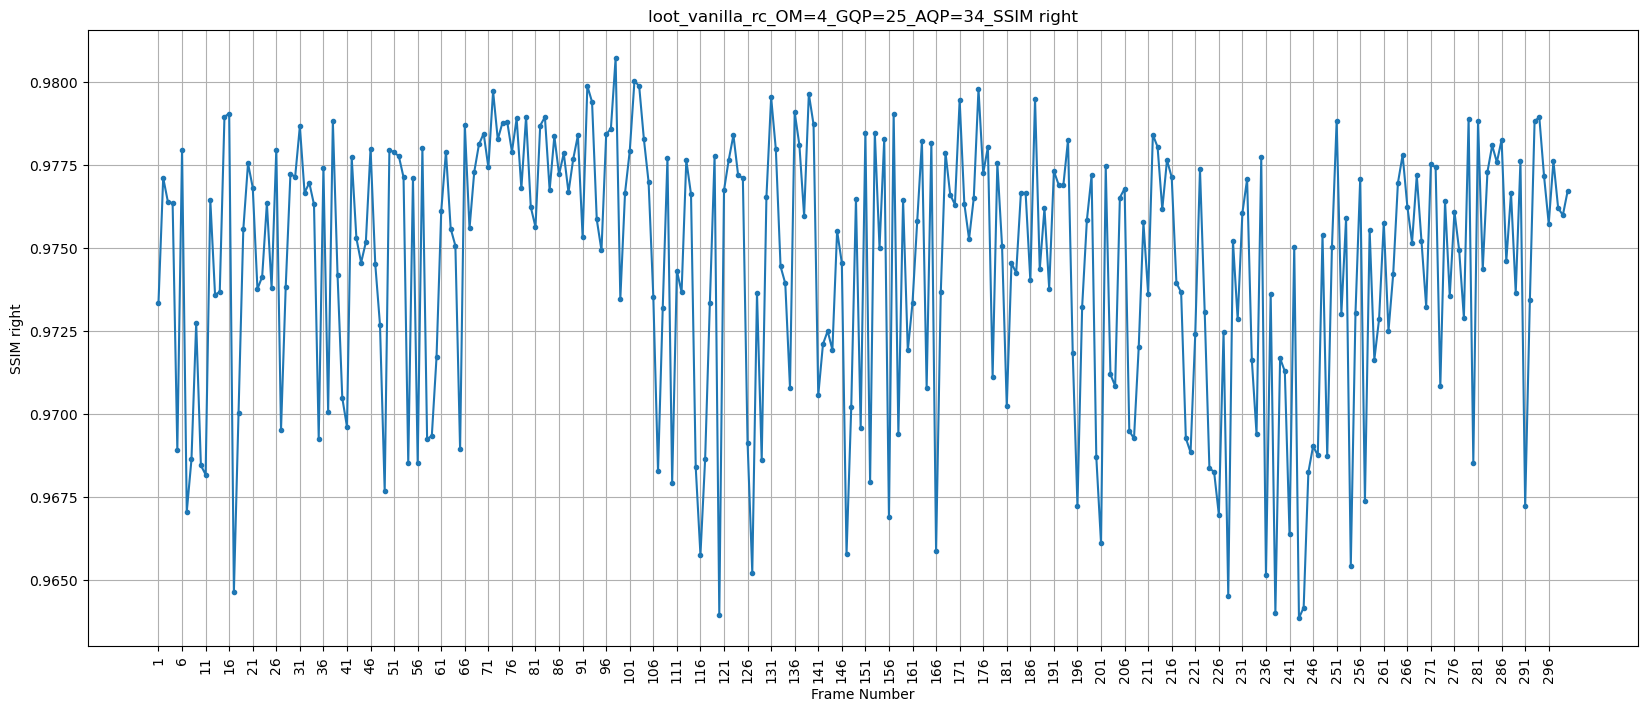 loot_vanilla_rc_OM=4_GQP=25_AQP=34_SSIM right
0.9800
0.9775
0.9750
0.9725
0.9700
0.9675
0.9650
SSIM right
1 6 11 16 21 26 31 36 41 46 51 56 61 66 71 76 81 86 91 96 101 106 111 116 121 126 131 136 141 146 151 156 161 166 171 176 181 186 191 196 201 206 211 216 221 226 231 236 241 246 251 256 261 266 271 276 281 286 291 296
Frame Number